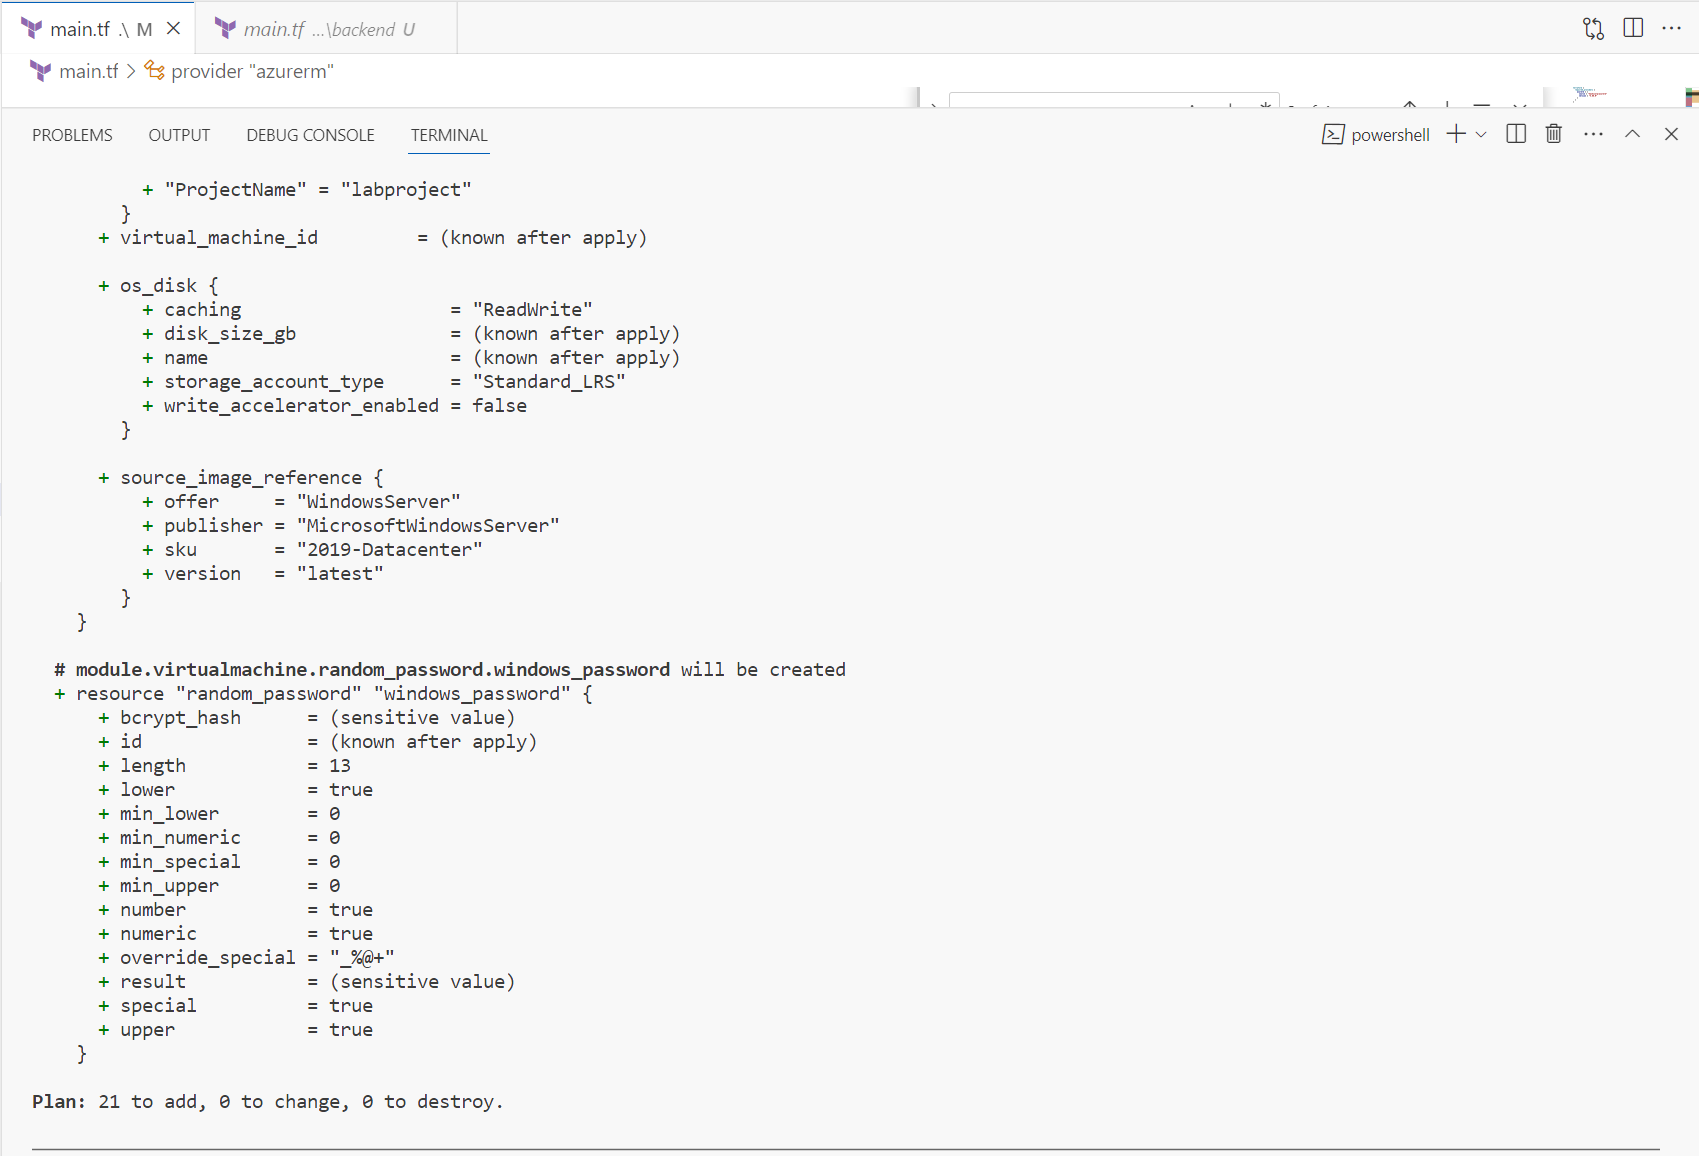 main.tf .\ M
main.tf ...\backend U
main.tf > provider "azurerm"
PROBLEMS OUTPUT DEBUG CONSOLE TERMINAL powershell
+ "ProjectName" = "labproject"
}
+ virtual_machine_id = (known after apply)
+ os_disk {
+ caching = "ReadWrite"
+ disk_size_gb = (known after apply)
+ name = (known after apply)
+ storage_account_type = "Standard_LRS"
+ write_accelerator_enabled = false
}
+ source_image_reference {
+ offer = "WindowsServer"
+ publisher = "MicrosoftWindowsServer"
+ sku = "2019-Datacenter"
+ version = "latest"
}
}
# module.virtualmachine.random_password.windows_password will be created
+ resource "random_password" "windows_password" {
+ bcrypt_hash = (sensitive value)
+ id = (known after apply)
+ length = 13
+ lower = true
+ min_lower = 0
+ min_numeric = 0
+ min_special = 0
+ min_upper = 0
+ number = true
+ numeric = true
+ override_special = "_%@+"
+ result = (sensitive value)
+ special = true
+ upper = true
}
Plan: 21 to add, 0 to change, 0 to destroy.